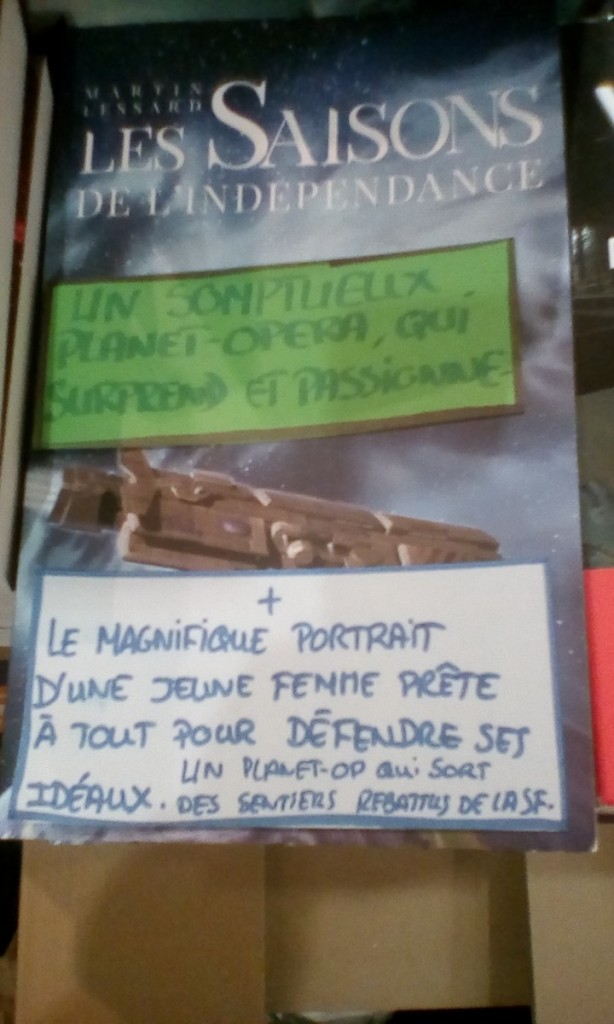 MARTIN
LESSARD
LES SAISONS
DE L'INDÉPENDANCE
UN SOMPTUEUX
PLANET-OPERA, QUI
SURPREND ET PASSIONNE.
+
LE MAGNIFIQUE PORTRAIT
D'UNE JEUNE FEMME PRÊTE
À TOUT POUR DÉFENDRE SES
IDÉAUX. UN PLANET-OP QUI SORT
DES SENTIERS REBATTUS DE LA SF.